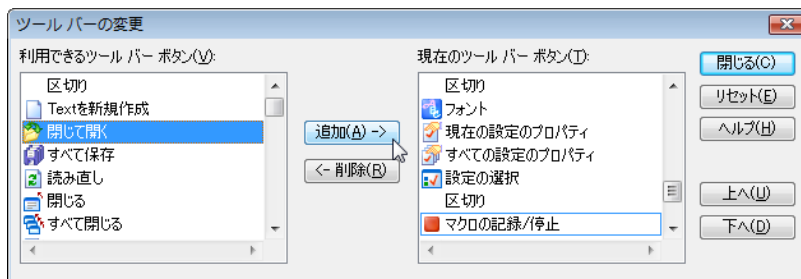 ツール バーの変更
利用できるツール バー ボタン(V):
区切り
Textを新規作成
閉じて開く
すべて保存
読み直し
閉じる
すべて閉じる
追加(A) ->
<- 削除(R)
現在のツール バー ボタン(T):
区切り
フォント
現在の設定のプロパティ
すべての設定のプロパティ
設定の選択
区切り
マクロの記録/停止
閉じる(C)
リセット(E)
ヘルプ(H)
上へ(U)
下へ(D)